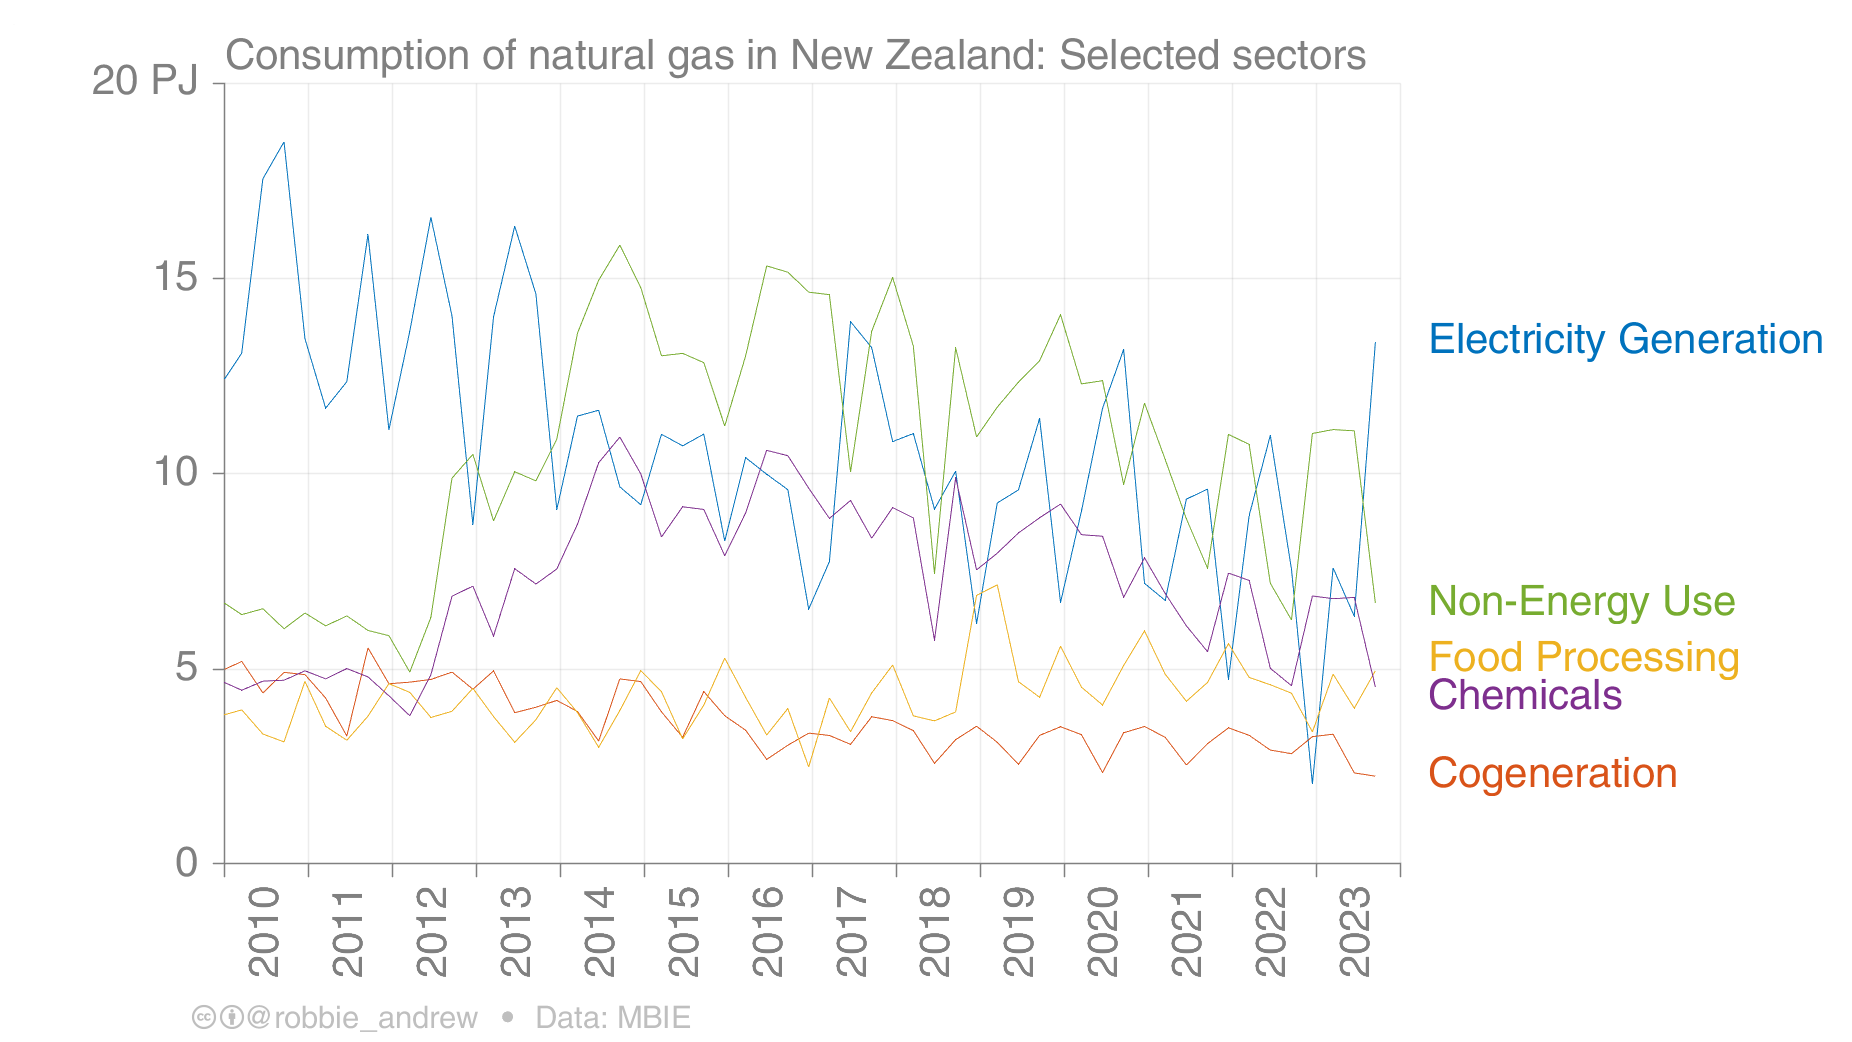 Consumption of natural gas in New Zealand: Selected sectors
20 PJ
15
10
5
0
Electricity Generation
Non-Energy Use
Food Processing
Chemicals
Cogeneration
2010
2011
2012
2013
2014
2015
2016
2017
2018
2019
2020
2021
2022
2023
cc @robbie_andrew • Data: MBIE